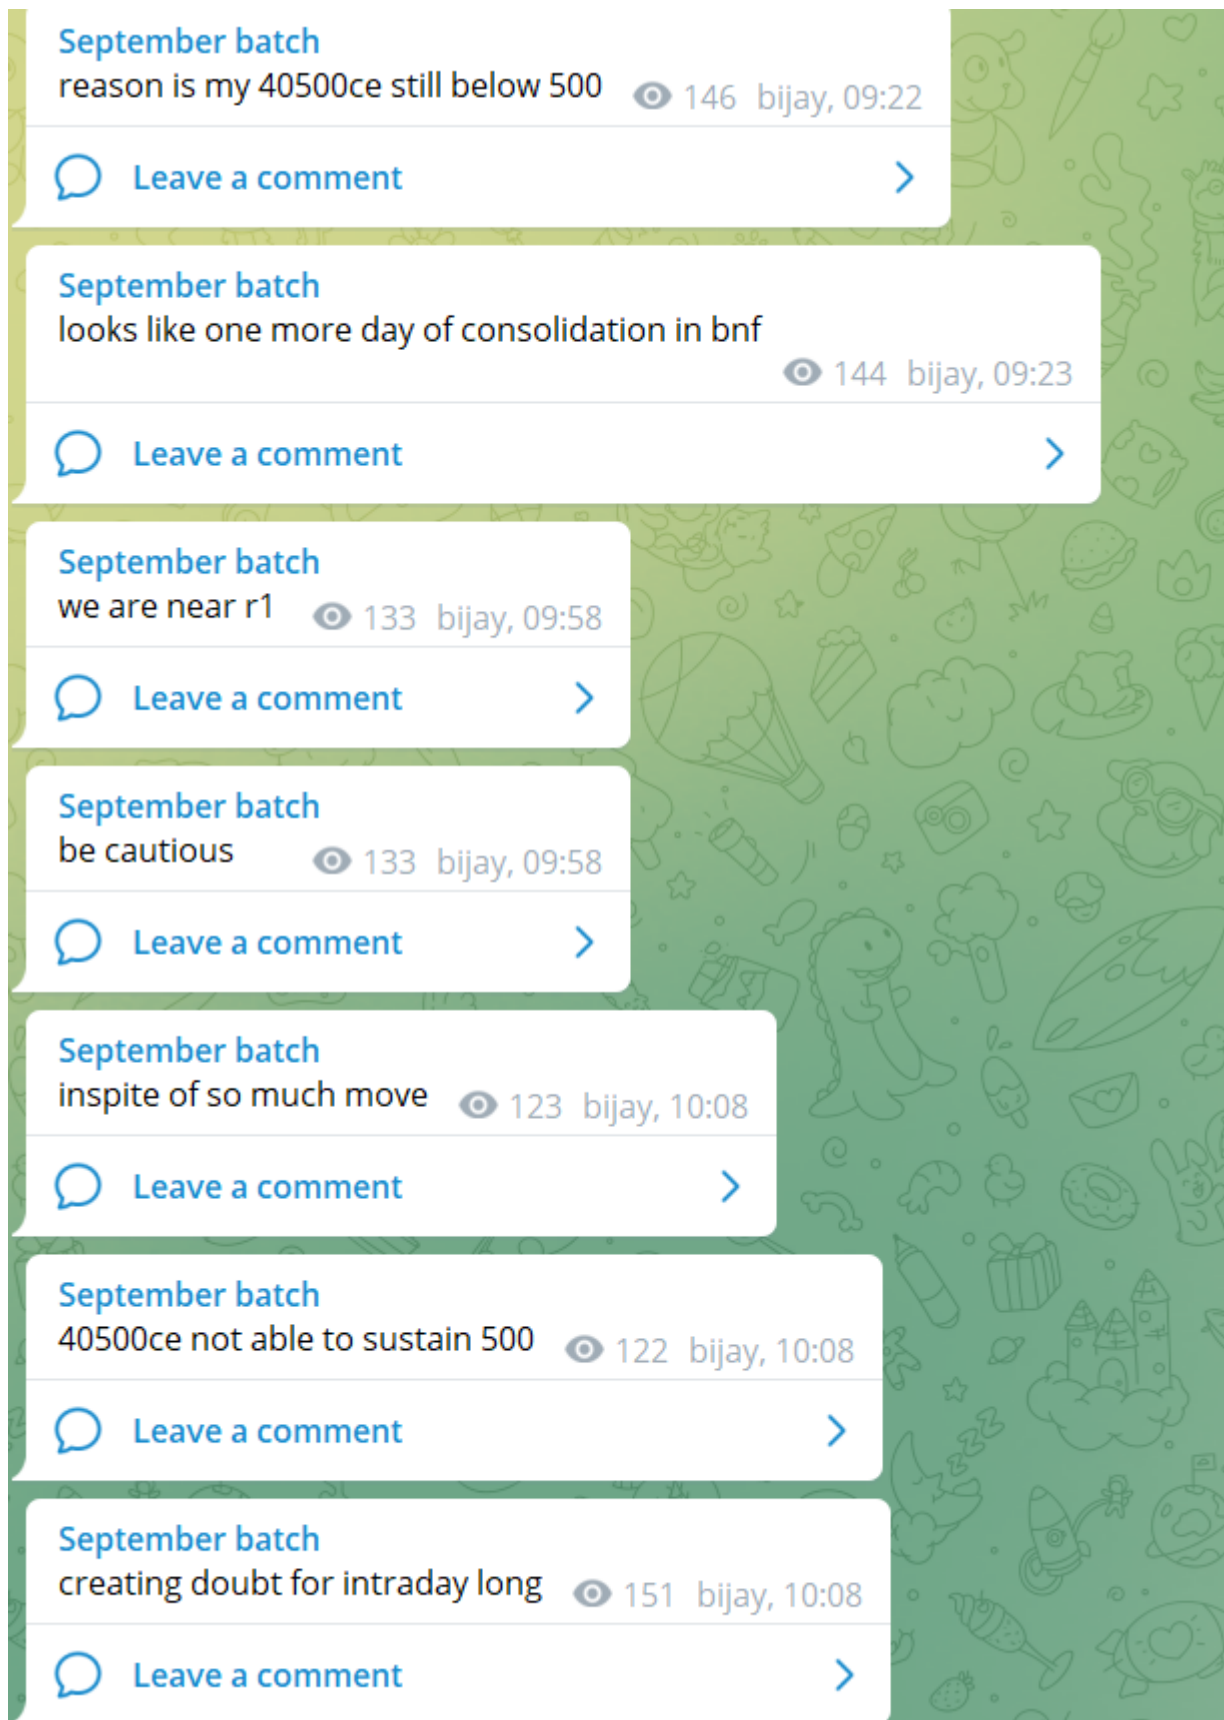 September batch
reason is my 40500ce still below 500 146 bijay, 09:22
Leave a comment
September batch
looks like one more day of consolidation in bnf
144 bijay, 09:23
Leave a comment
September batch
we are near r1 133 bijay, 09:58
Leave a comment
September batch
be cautious 133 bijay, 09:58
Leave a comment
September batch
inspite of so much move 123 bijay, 10:08
Leave a comment
September batch
40500ce not able to sustain 500 122 bijay, 10:08
Leave a comment
September batch
creating doubt for intraday long 151 bijay, 10:08
Leave a comment